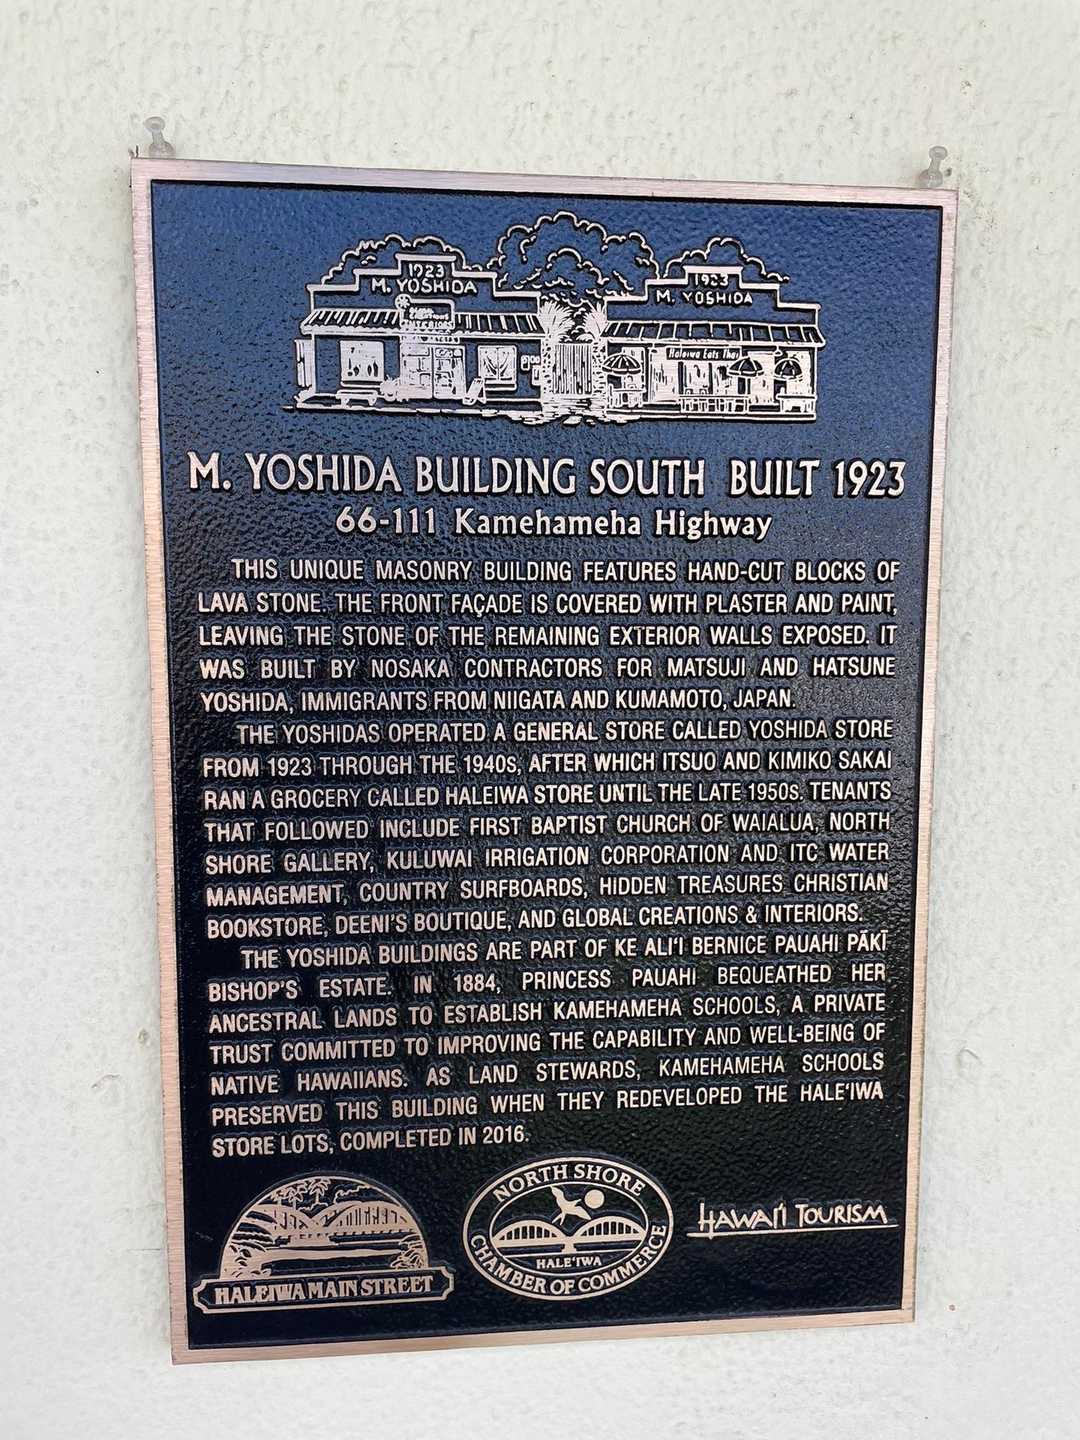 1923
M. YOSHIDA
1923
M. YOSHIDA
INTERIORS
Haleiwa Eats Thai
M. YOSHIDA BUILDING SOUTH BUILT 1923
66-111 Kamehameha Highway
THIS UNIQUE MASONRY BUILDING FEATURES HAND-CUT BLOCKS OF
LAVA STONE. THE FRONT FAÇADE IS COVERED WITH PLASTER AND PAINT,
LEAVING THE STONE OF THE REMAINING EXTERIOR WALLS EXPOSED. IT
WAS BUILT BY NOSAKA CONTRACTORS FOR MATSUJI AND HATSUNE
YOSHIDA, IMMIGRANTS FROM NIIGATA AND KUMAMOTO, JAPAN.
THE YOSHIDAS OPERATED A GENERAL STORE CALLED YOSHIDA STORE
FROM 1923 THROUGH THE 1940s, AFTER WHICH ITSUO AND KIMIKO SAKAI
RAN A GROCERY CALLED HALEIWA STORE UNTIL THE LATE 1950s. TENANTS
THAT FOLLOWED INCLUDE FIRST BAPTIST CHURCH OF WAIALUA, NORTH
SHORE GALLERY, KULUWAI IRRIGATION CORPORATION AND ITC WATER
MANAGEMENT, COUNTRY SURFBOARDS, HIDDEN TREASURES CHRISTIAN
BOOKSTORE, DEENI'S BOUTIQUE, AND GLOBAL CREATIONS & INTERIORS.
THE YOSHIDA BUILDINGS ARE PART OF KE ALI‘I BERNICE PAUAHI PĀKĪ
BISHOP'S ESTATE. IN 1884, PRINCESS PAUAHI BEQUEATHED HER
ANCESTRAL LANDS TO ESTABLISH KAMEHAMEHA SCHOOLS, A PRIVATE
TRUST COMMITTED TO IMPROVING THE CAPABILITY AND WELL-BEING OF
NATIVE HAWAIIANS. AS LAND STEWARDS, KAMEHAMEHA SCHOOLS
PRESERVED THIS BUILDING WHEN THEY REDEVELOPED THE HALE‘IWA
STORE LOTS, COMPLETED IN 2016.
HALEIWA MAIN STREET
NORTH SHORE
HALE‘IWA
CHAMBER OF COMMERCE
HAWAI‘I TOURISM